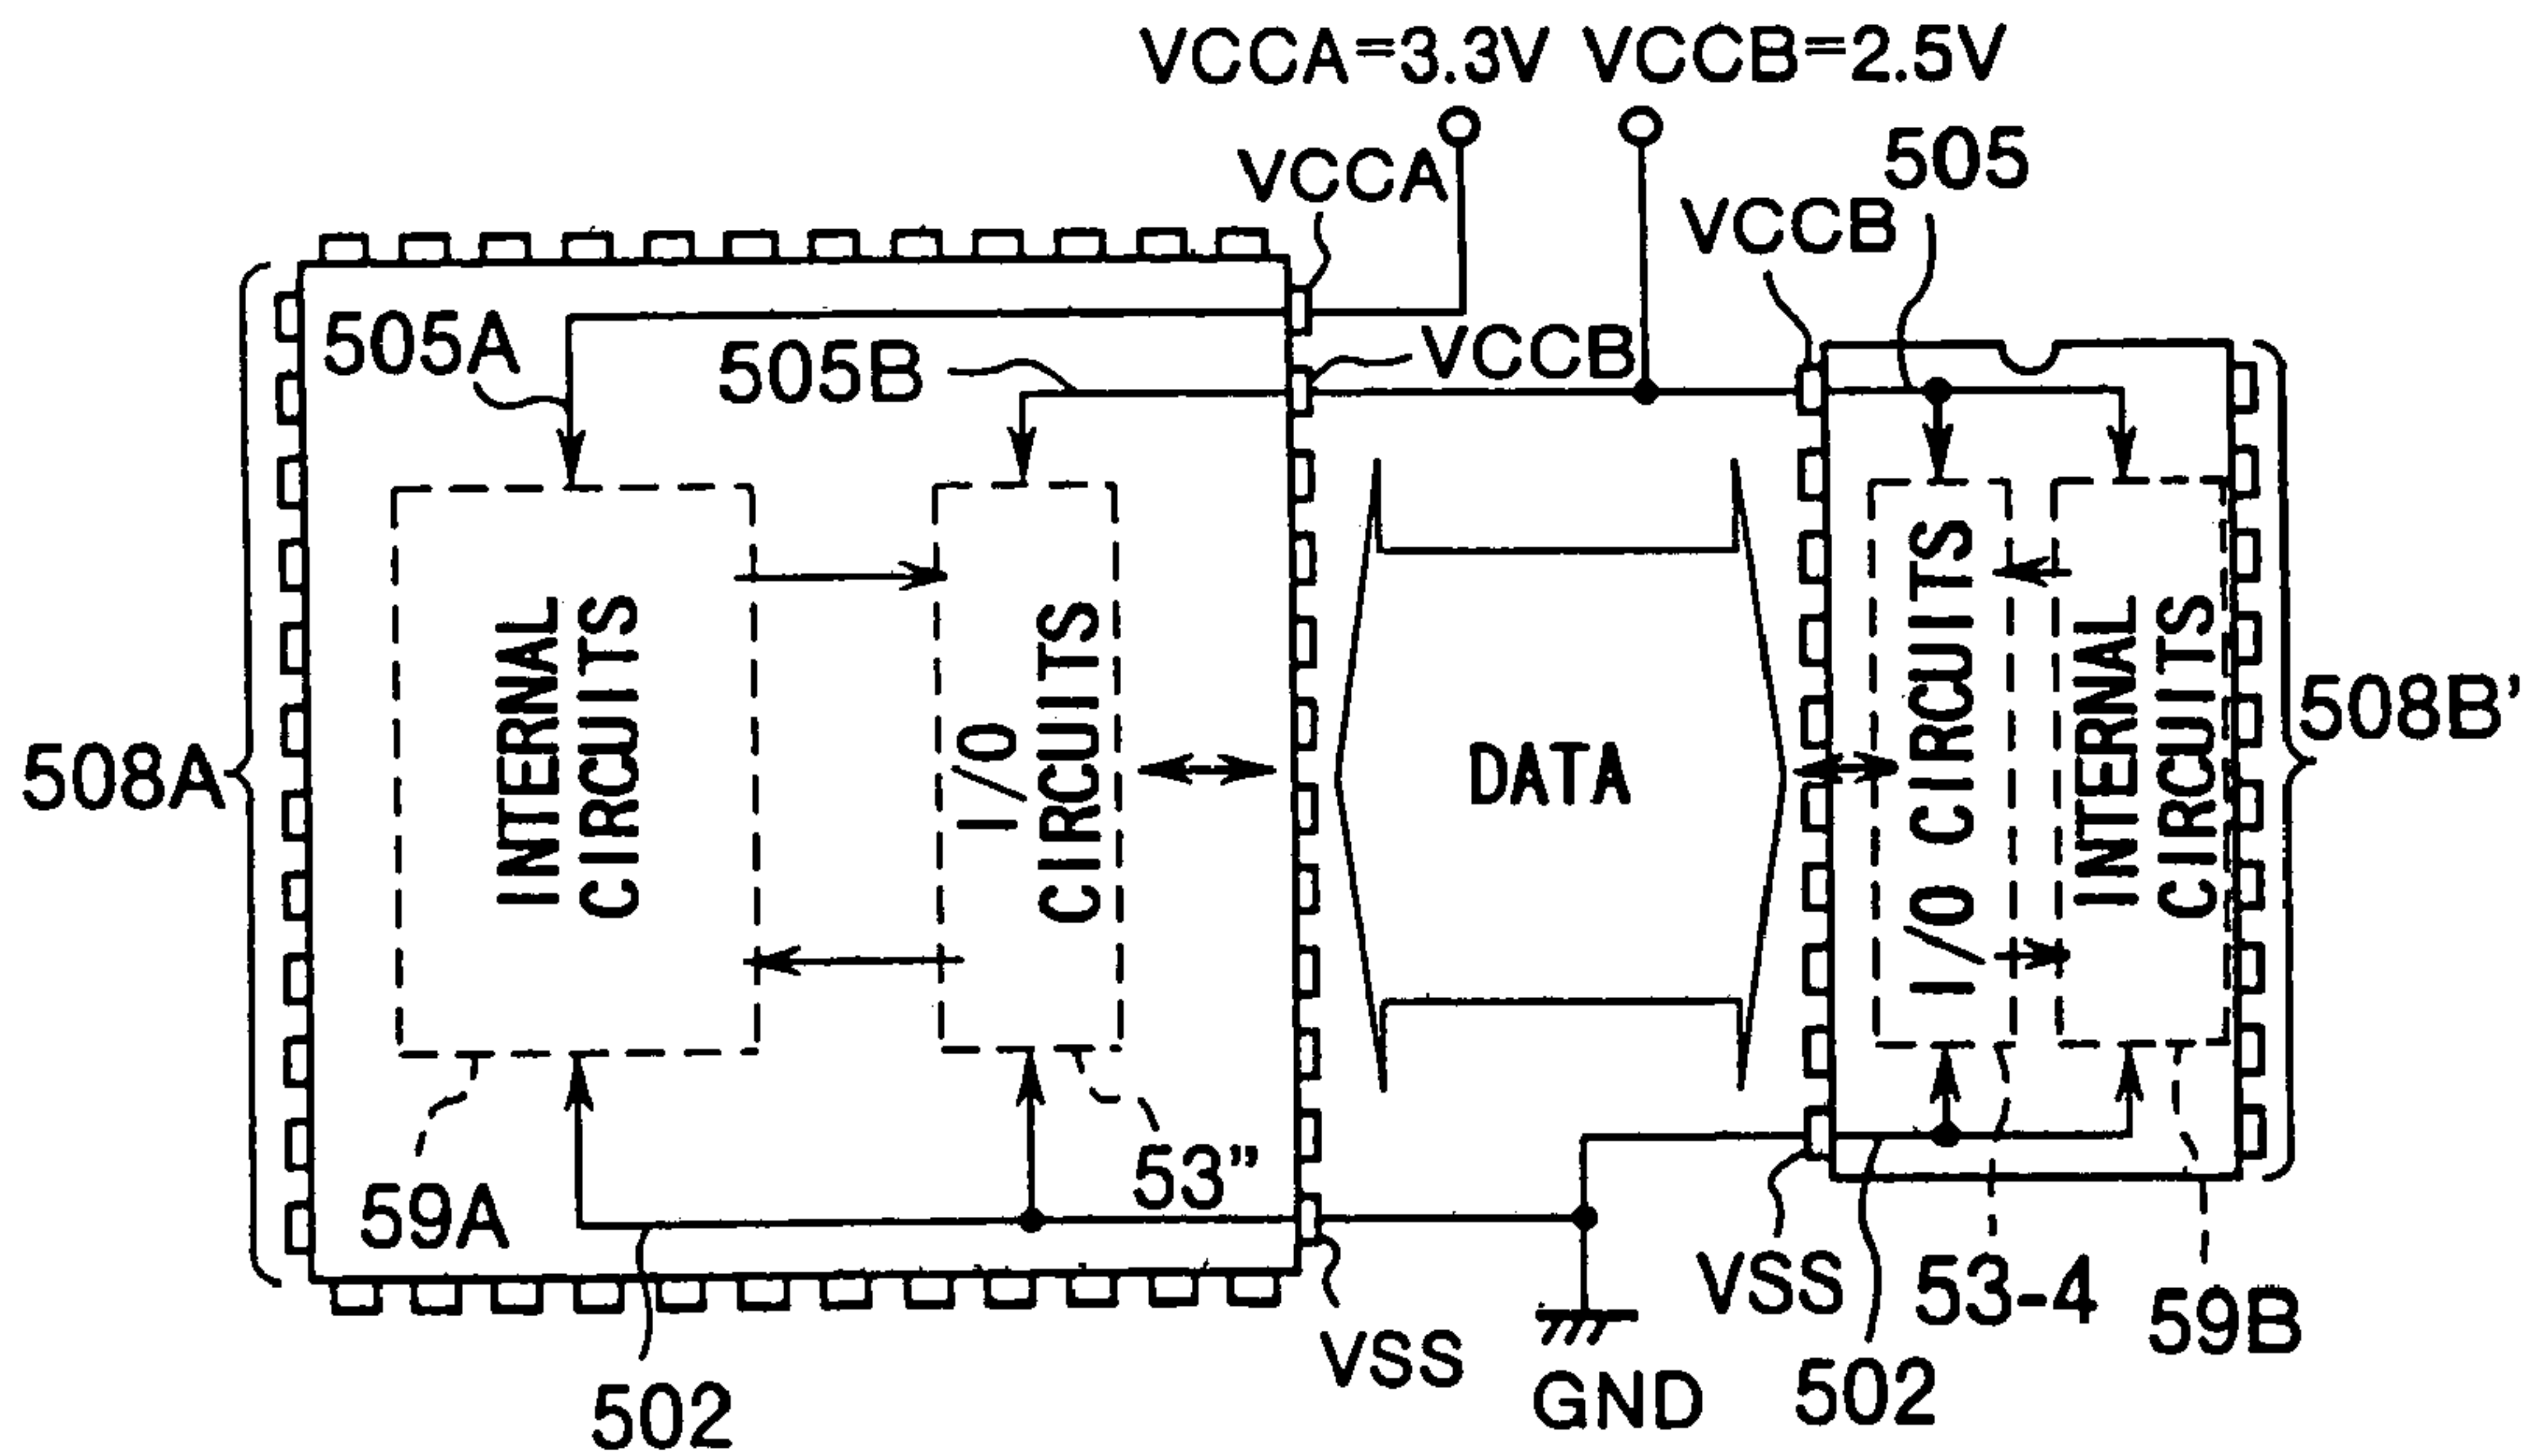 VCCA=3.3V VCCB=2.5V
VCCA
505
VCCB
505A
505B
VCCB
INTERNAL
CIRCUITS
I/O
CIRCUITS
DATA
I/O CIRCUITS
INTERNAL
CIRCUITS
508A
508B’
59A
53”
VSS
GND
VSS
53-4
59B
502
502